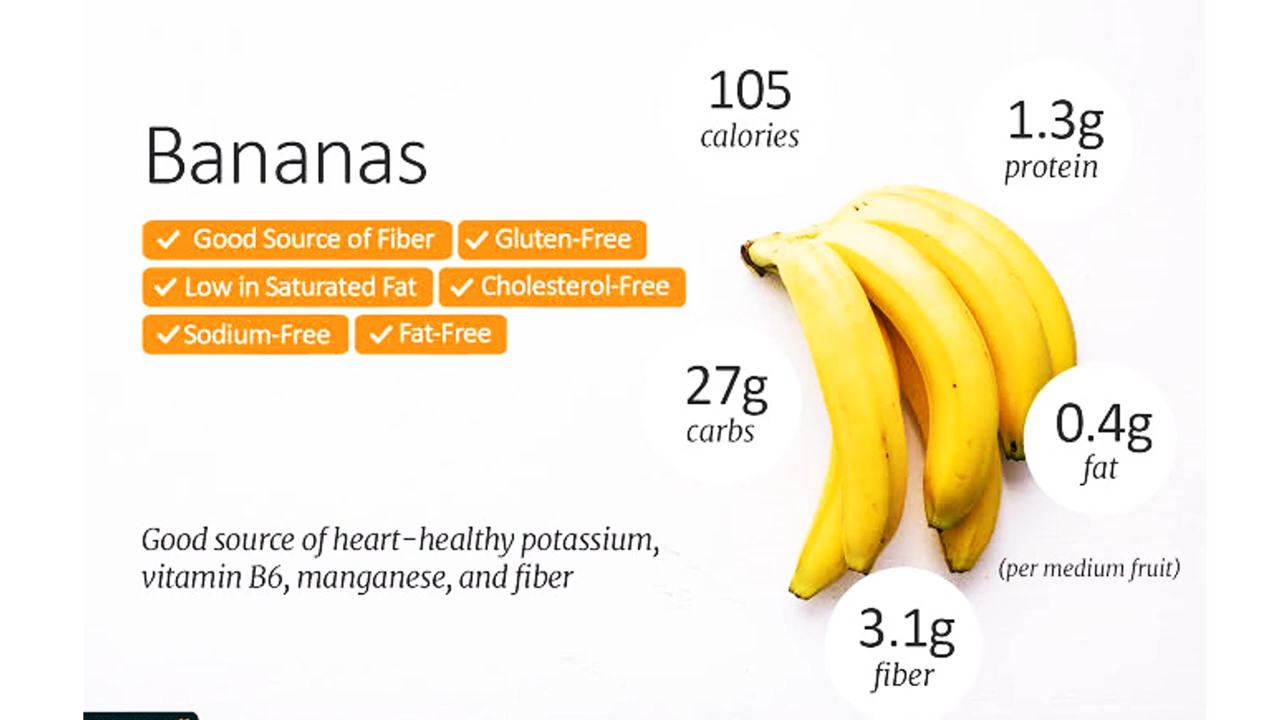 Bananas
✓ Good Source of Fiber ✓ Gluten-Free
✓ Low in Saturated Fat ✓ Cholesterol-Free
✓ Sodium-Free ✓ Fat-Free
Good source of heart-healthy potassium,
vitamin B6, manganese, and fiber
105
calories
1.3g
protein
27g
carbs
0.4g
fat
(per medium fruit)
3.1g
fiber